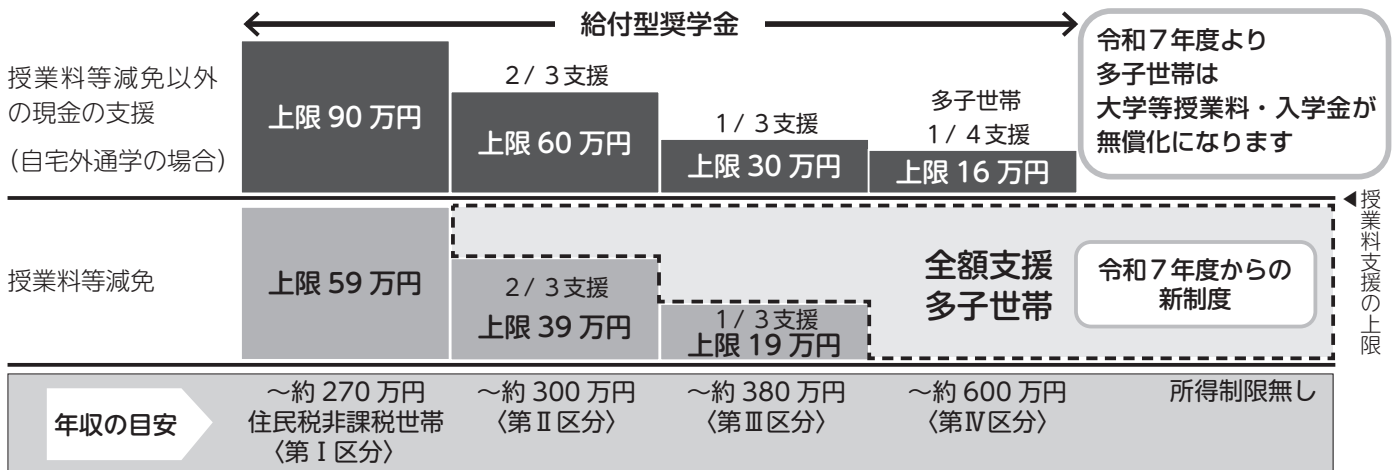 給付型奨学金
令和７年度より
多子世帯は
大学等授業料・入学金が
無償化になります
授業料等減免以外
の現金の支援
（自宅外通学の場合）
上限 90 万円
2 / 3 支援
上限 60 万円
1 / 3 支援
上限 30 万円
多子世帯
1 / 4 支援
上限 16 万円
◀授業料支援の上限
授業料等減免
上限 59 万円
2 / 3 支援
上限 39 万円
1 / 3 支援
上限 19 万円
全額支援
多子世帯
令和７年度からの
新制度
年収の目安
～約 270 万円
住民税非課税世帯
〈第Ⅰ区分〉
～約 300 万円
〈第Ⅱ区分〉
～約 380 万円
〈第Ⅲ区分〉
～約 600 万円
〈第Ⅳ区分〉
所得制限無し